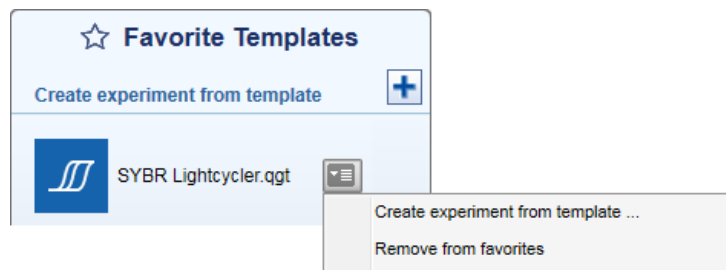 Favorite Templates
Create experiment from template
SYBR Lightcycler.qgt
Create experiment from template ...
Remove from favorites